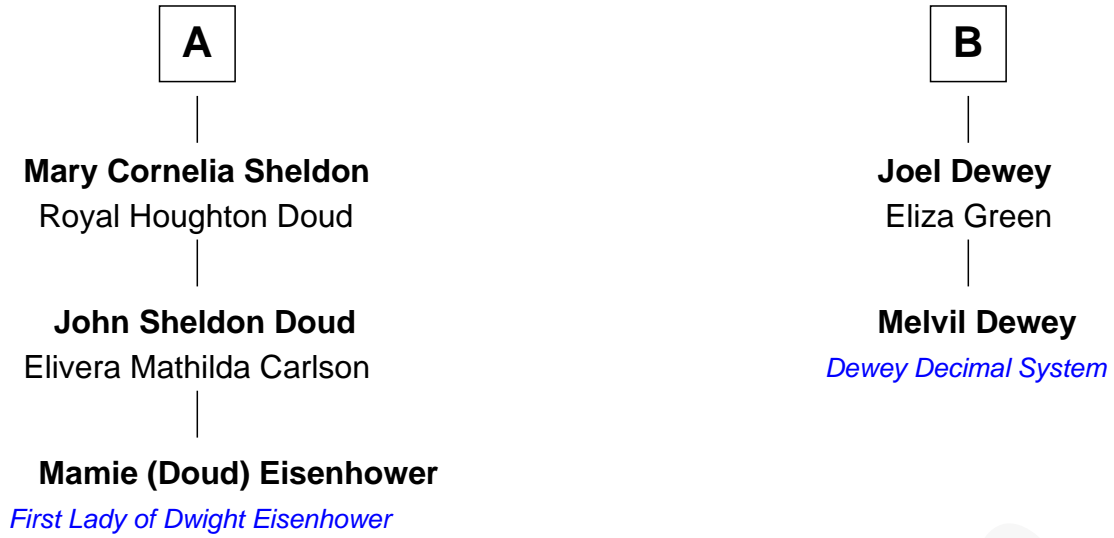 A
Mary Cornelia Sheldon
Royal Houghton Doud
John Sheldon Doud
Elivera Mathilda Carlson
Mamie (Doud) Eisenhower
First Lady of Dwight Eisenhower
B
Joel Dewey
Eliza Green
Melvil Dewey
Dewey Decimal System